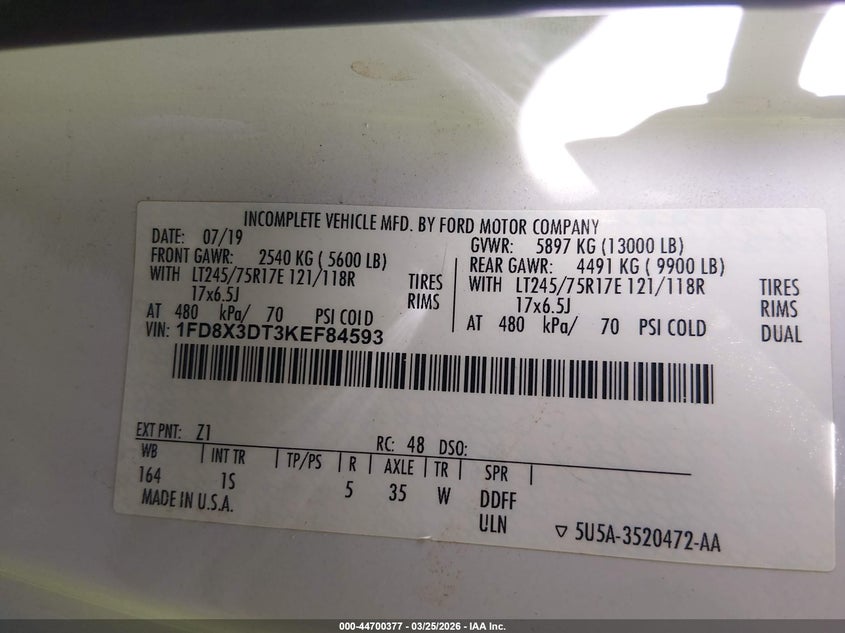 INCOMPLETE VEHICLE MFD. BY FORD MOTOR COMPANY
DATE: 07/19
FRONT GAWR: 2540 KG ( 5600 LB)
WITH LT245/75R17E 121/118R TIRES
17x6.5J RIMS
AT 480 kPa/ 70 PSI COLD
GVWR: 5897 KG (13000 LB)
REAR GAWR: 4491 KG ( 9900 LB)
WITH LT245/75R17E 121/118R TIRES
17x6.5J RIMS
AT 480 kPa/ 70 PSI COLD DUAL
VIN: 1FD8X3DT3KEF84593
EXT PNT: Z1 RC: 48 DSO:
WB INT TR TP/PS R AXLE TR SPR
164 1S 5 35 W DDFF
MADE IN U.S.A. ULN
5U5A-3520472-AA
000-44700377 - 03/25/2026 - IAA Inc.